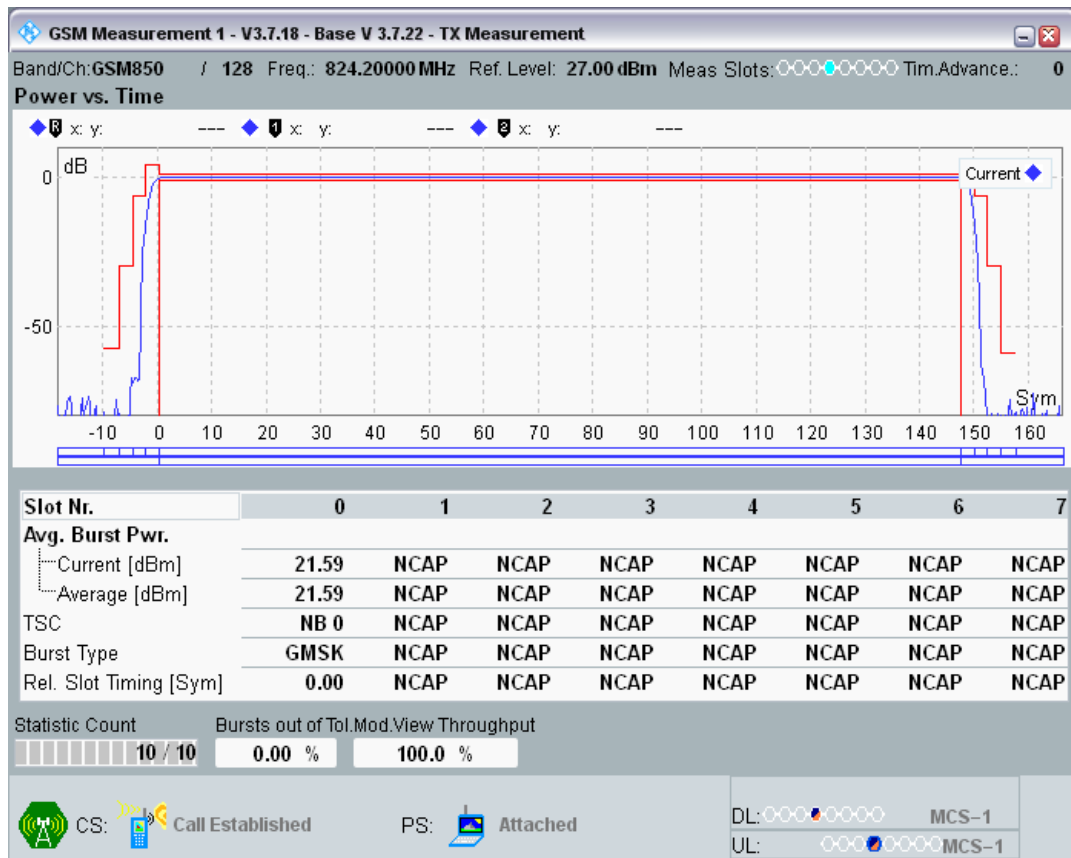 GSM Measurement 1 - V3.7.18 - Base V 3.7.22 - TX Measurement
Band/Ch:GSM850 / 128 Freq.: 824.20000 MHz Ref. Level: 27.00 dBm Meas Slots: Tim.Advance.: 0
Power vs. Time
R x: y: --- 1 x: y: --- 2 x: y: ---
dB
0
Current
-50
Sym
-10 0 10 20 30 40 50 60 70 80 90 100 110 120 130 140 150 160
Slot Nr. 0 1 2 3 4 5 6 7
Avg. Burst Pwr.
Current [dBm] 21.59 NCAP NCAP NCAP NCAP NCAP NCAP NCAP
Average [dBm] 21.59 NCAP NCAP NCAP NCAP NCAP NCAP NCAP
TSC NB 0 NCAP NCAP NCAP NCAP NCAP NCAP NCAP
Burst Type GMSK NCAP NCAP NCAP NCAP NCAP NCAP NCAP
Rel. Slot Timing [Sym] 0.00 NCAP NCAP NCAP NCAP NCAP NCAP NCAP
Statistic Count Bursts out of Tol. Mod.View Throughput
10 / 10 0.00 % 100.0 %
CS: Call Established PS: Attached
DL: MCS-1
UL: MCS-1